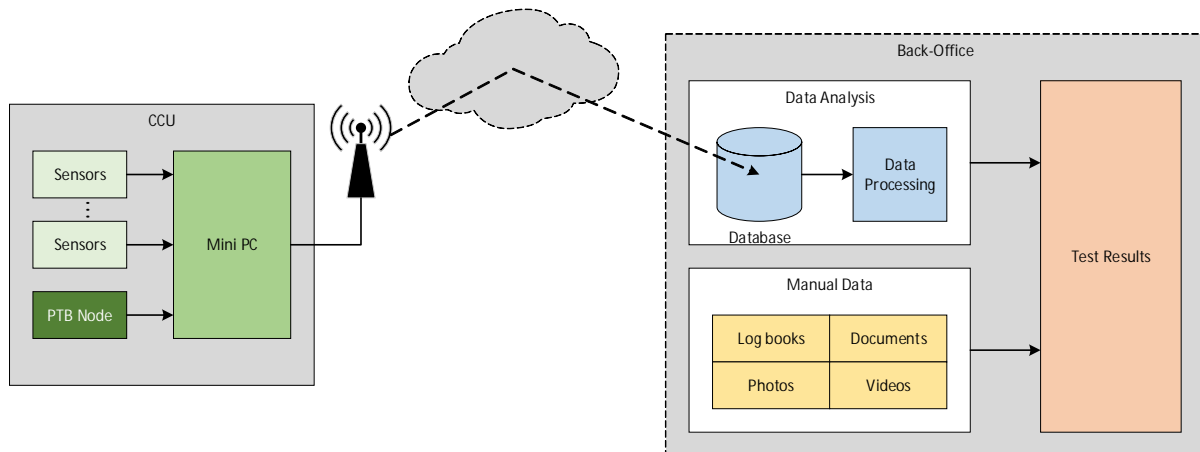 CCU
Sensors
Sensors
PTB Node
Mini PC
Back-Office
Data Analysis
Database
Data
Processing
Manual Data
Log books
Documents
Photos
Videos
Test Results